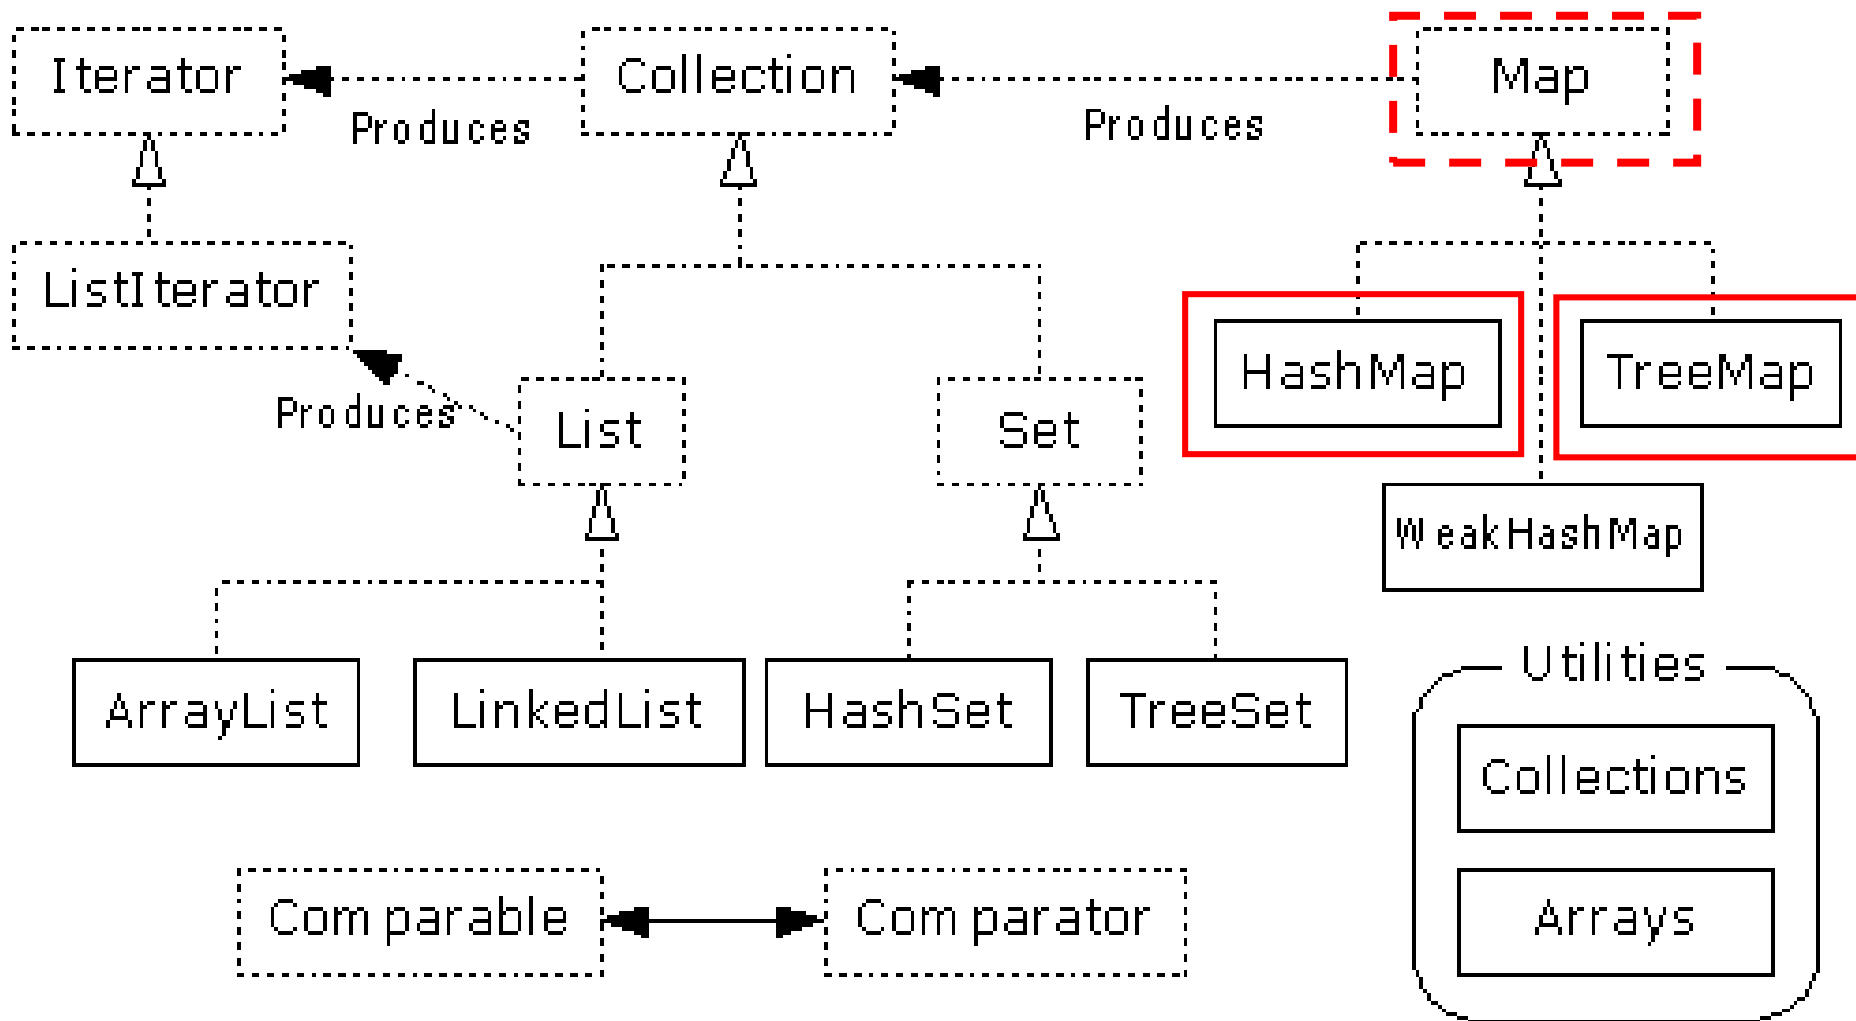 Iterator
Collection
Map
Produces
Produces
ListIterator
HashMap
TreeMap
Produces
List
Set
WeakHashMap
Utilities
ArrayList
LinkedList
HashSet
TreeSet
Collections
Comparable
Comparator
Arrays